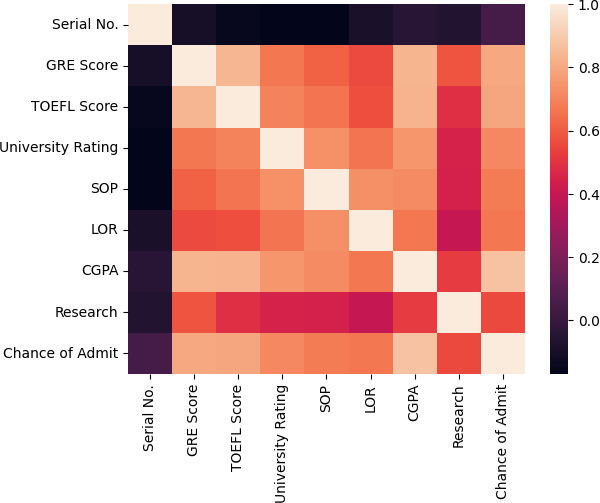 Serial No.
GRE Score
TOEFL Score
University Rating
SOP
LOR
CGPA
Research
Chance of Admit
Serial No.
GRE Score
TOEFL Score
University Rating
SOP
LOR
CGPA
Research
Chance of Admit
1.0
0.8
0.6
0.4
0.2
0.0